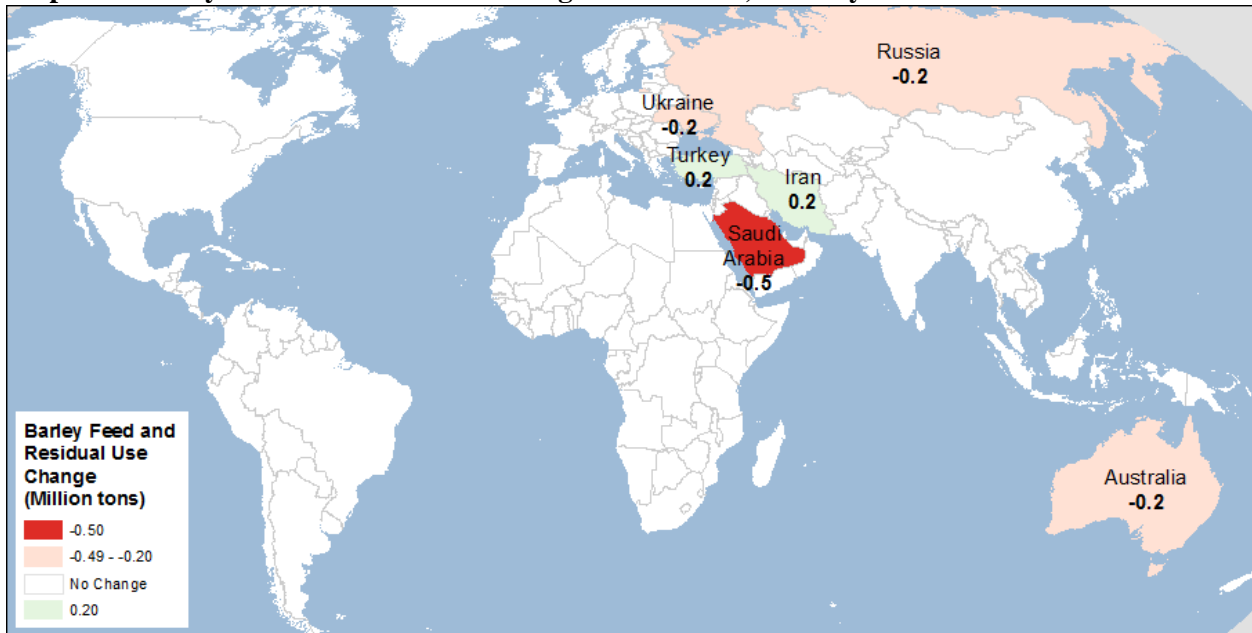 Russia
-0.2
Ukraine
-0.2
Turkey
0.2
Iran
0.2
Saudi
Arabia
-0.5
Australia
-0.2
Barley Feed and
Residual Use
Change
(Million tons)
-0.50
-0.49 - -0.20
No Change
0.20